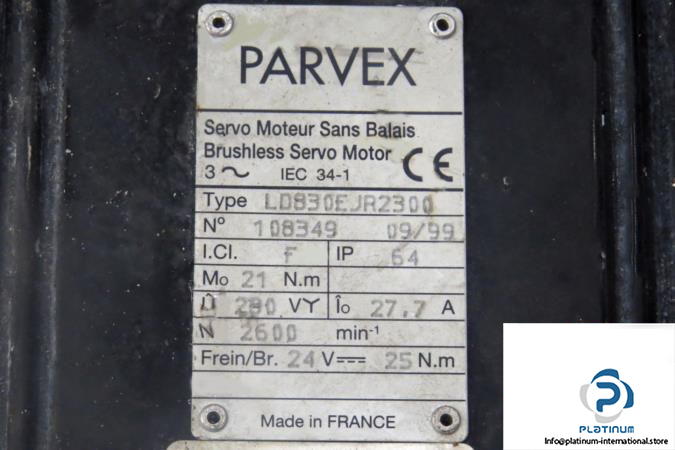 PARVEX
Servo Moteur Sans Balais
Brushless Servo Motor
3 ~ IEC 34-1 CE
Type LD830EJR2300
Nº 108349 09/99
I.Cl. F IP 64
Mo 21 N.m
Û 280 V Îo 27.7 A
N 2600 min-1
Frein/Br. 24 V 25 N.m
Made in FRANCE
PLATINUM
Info@platinum-international.store